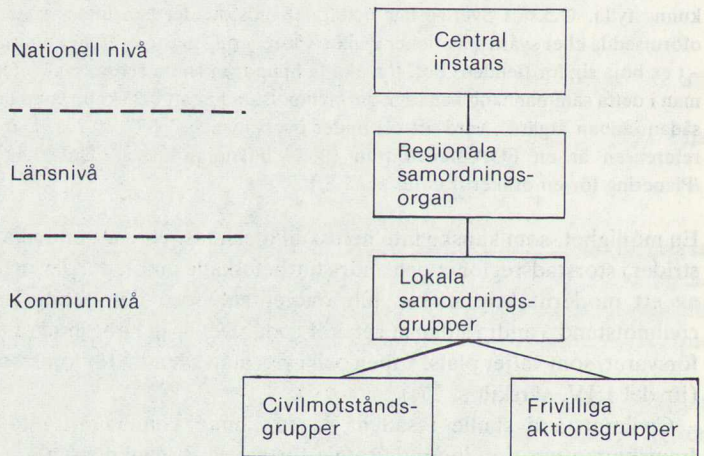 Nationell nivå
Central
instans
Länsnivå
Regionala
samordnings-
organ
Kommunnivå
Lokala
samordnings-
grupper
Civilmotstånds-
grupper
Frivilliga
aktionsgrupper